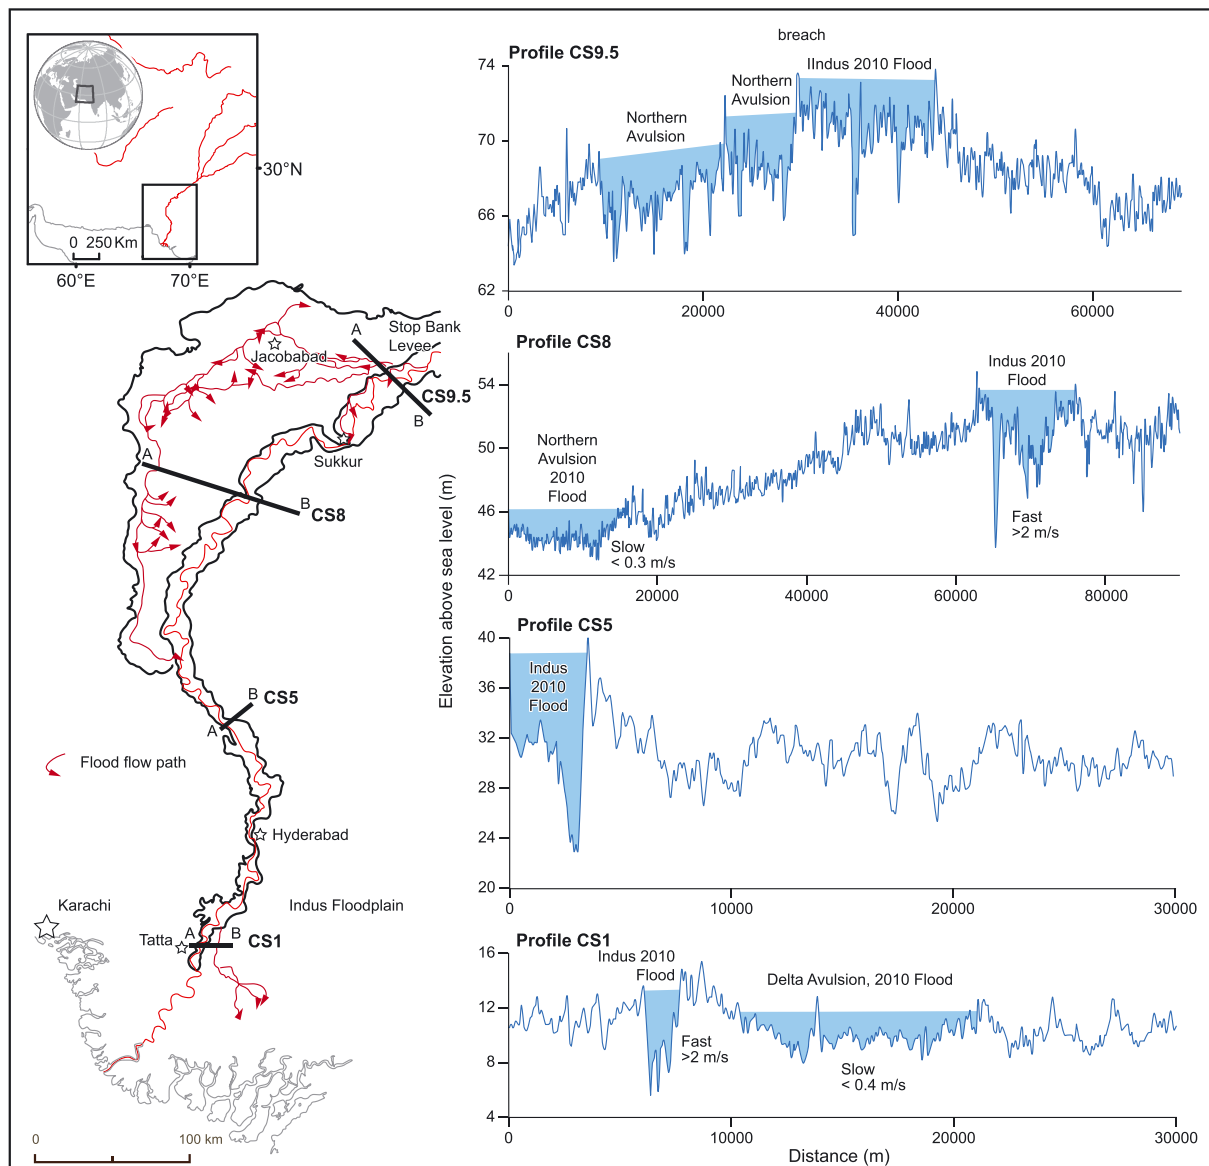 30°N
0 250 Km
60°E
70°E
A
Stop Bank
Levee
Jacobabad
CS9.5
B
Sukkur
A
B
CS8
B
CS5
A
Flood flow path
Hyderabad
Karachi
Indus Floodplain
Tatta
A
B
CS1
0
100 km
Elevation above sea level (m)
Profile CS9.5
breach
IIndus 2010 Flood
Northern
Avulsion
Northern
Avulsion
74
70
66
62
0
20000
40000
60000
Profile CS8
Indus 2010
Flood
Northern
Avulsion
2010
Flood
Slow
< 0.3 m/s
Fast
>2 m/s
54
50
46
42
0
20000
40000
60000
80000
Profile CS5
Indus
2010
Flood
40
36
32
28
24
20
0
10000
20000
30000
Profile CS1
Indus 2010
Flood
Delta Avulsion, 2010 Flood
Fast
>2 m/s
Slow
< 0.4 m/s
16
12
8
4
0
10000
20000
30000
Distance (m)